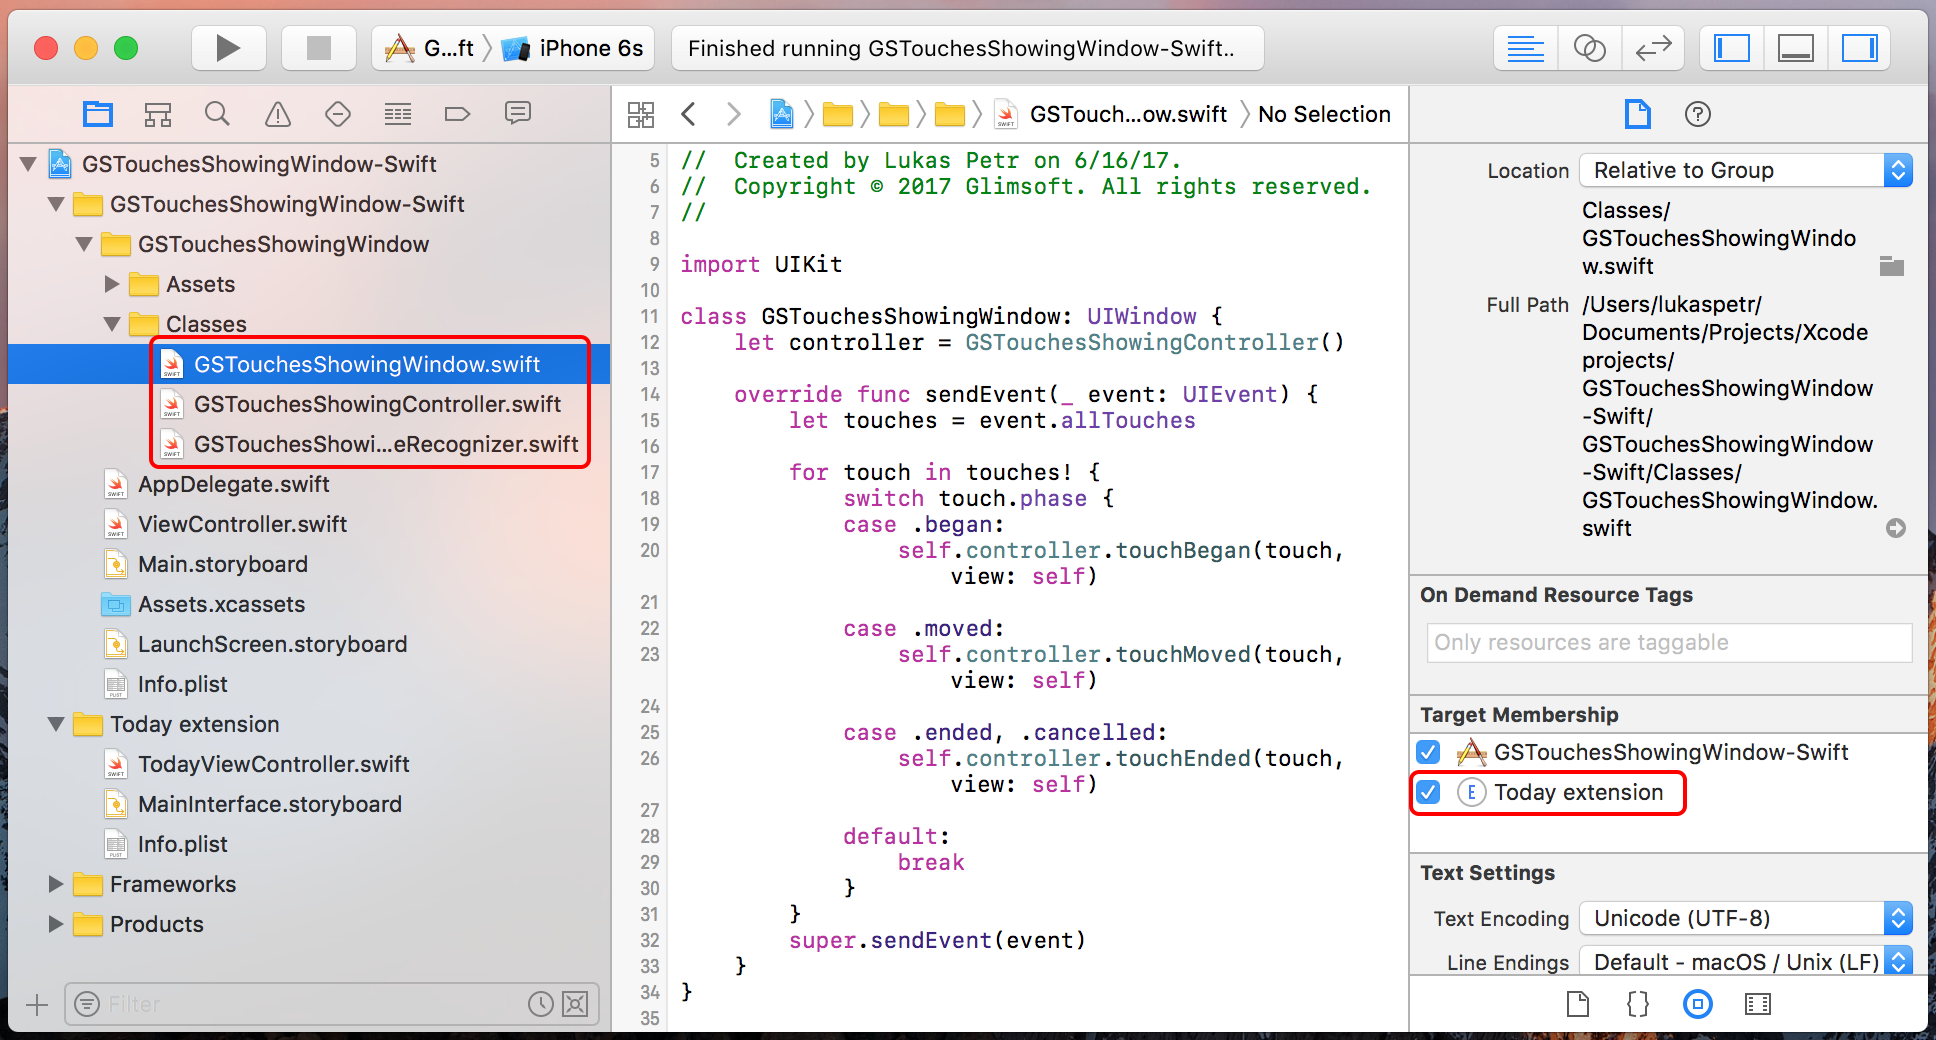 G...ft
iPhone 6s
Finished running GSTouchesShowingWindow-Swift..
GSTouchesShowingWindow-Swift
GSTouchesShowingWindow-Swift
GSTouchesShowingWindow
Assets
Classes
GSTouchesShowingWindow.swift
GSTouchesShowingController.swift
GSTouchesShowi...eRecognizer.swift
AppDelegate.swift
ViewController.swift
Main.storyboard
Assets.xcassets
LaunchScreen.storyboard
Info.plist
Today extension
TodayViewController.swift
MainInterface.storyboard
Info.plist
Frameworks
Products
Filter
GSTouch...ow.swift
No Selection
5 //  Created by Lukas Petr on 6/16/17.
6 //  Copyright © 2017 Glimsoft. All rights reserved.
7 //
8
9 import UIKit
10
11 class GSTouchesShowingWindow: UIWindow {
12     let controller = GSTouchesShowingController()
13
14     override func sendEvent(_ event: UIEvent) {
15         let touches = event.allTouches
16
17         for touch in touches! {
18             switch touch.phase {
19             case .began:
20                 self.controller.touchBegan(touch,
view: self)
21
22             case .moved:
23                 self.controller.touchMoved(touch,
view: self)
24
25             case .ended, .cancelled:
26                 self.controller.touchEnded(touch,
view: self)
27
28             default:
29                 break
30             }
31         }
32         super.sendEvent(event)
33     }
34 }
35
Location Relative to Group
Classes/
GSTouchesShowingWindo
w.swift
Full Path /Users/lukaspetr/
Documents/Projects/Xcode
projects/
GSTouchesShowingWindow
-Swift/
GSTouchesShowingWindow
-Swift/Classes/
GSTouchesShowingWindow.
swift
On Demand Resource Tags
Only resources are taggable
Target Membership
GSTouchesShowingWindow-Swift
E Today extension
Text Settings
Text Encoding Unicode (UTF-8)
Line Endings Default - macOS / Unix (LF)